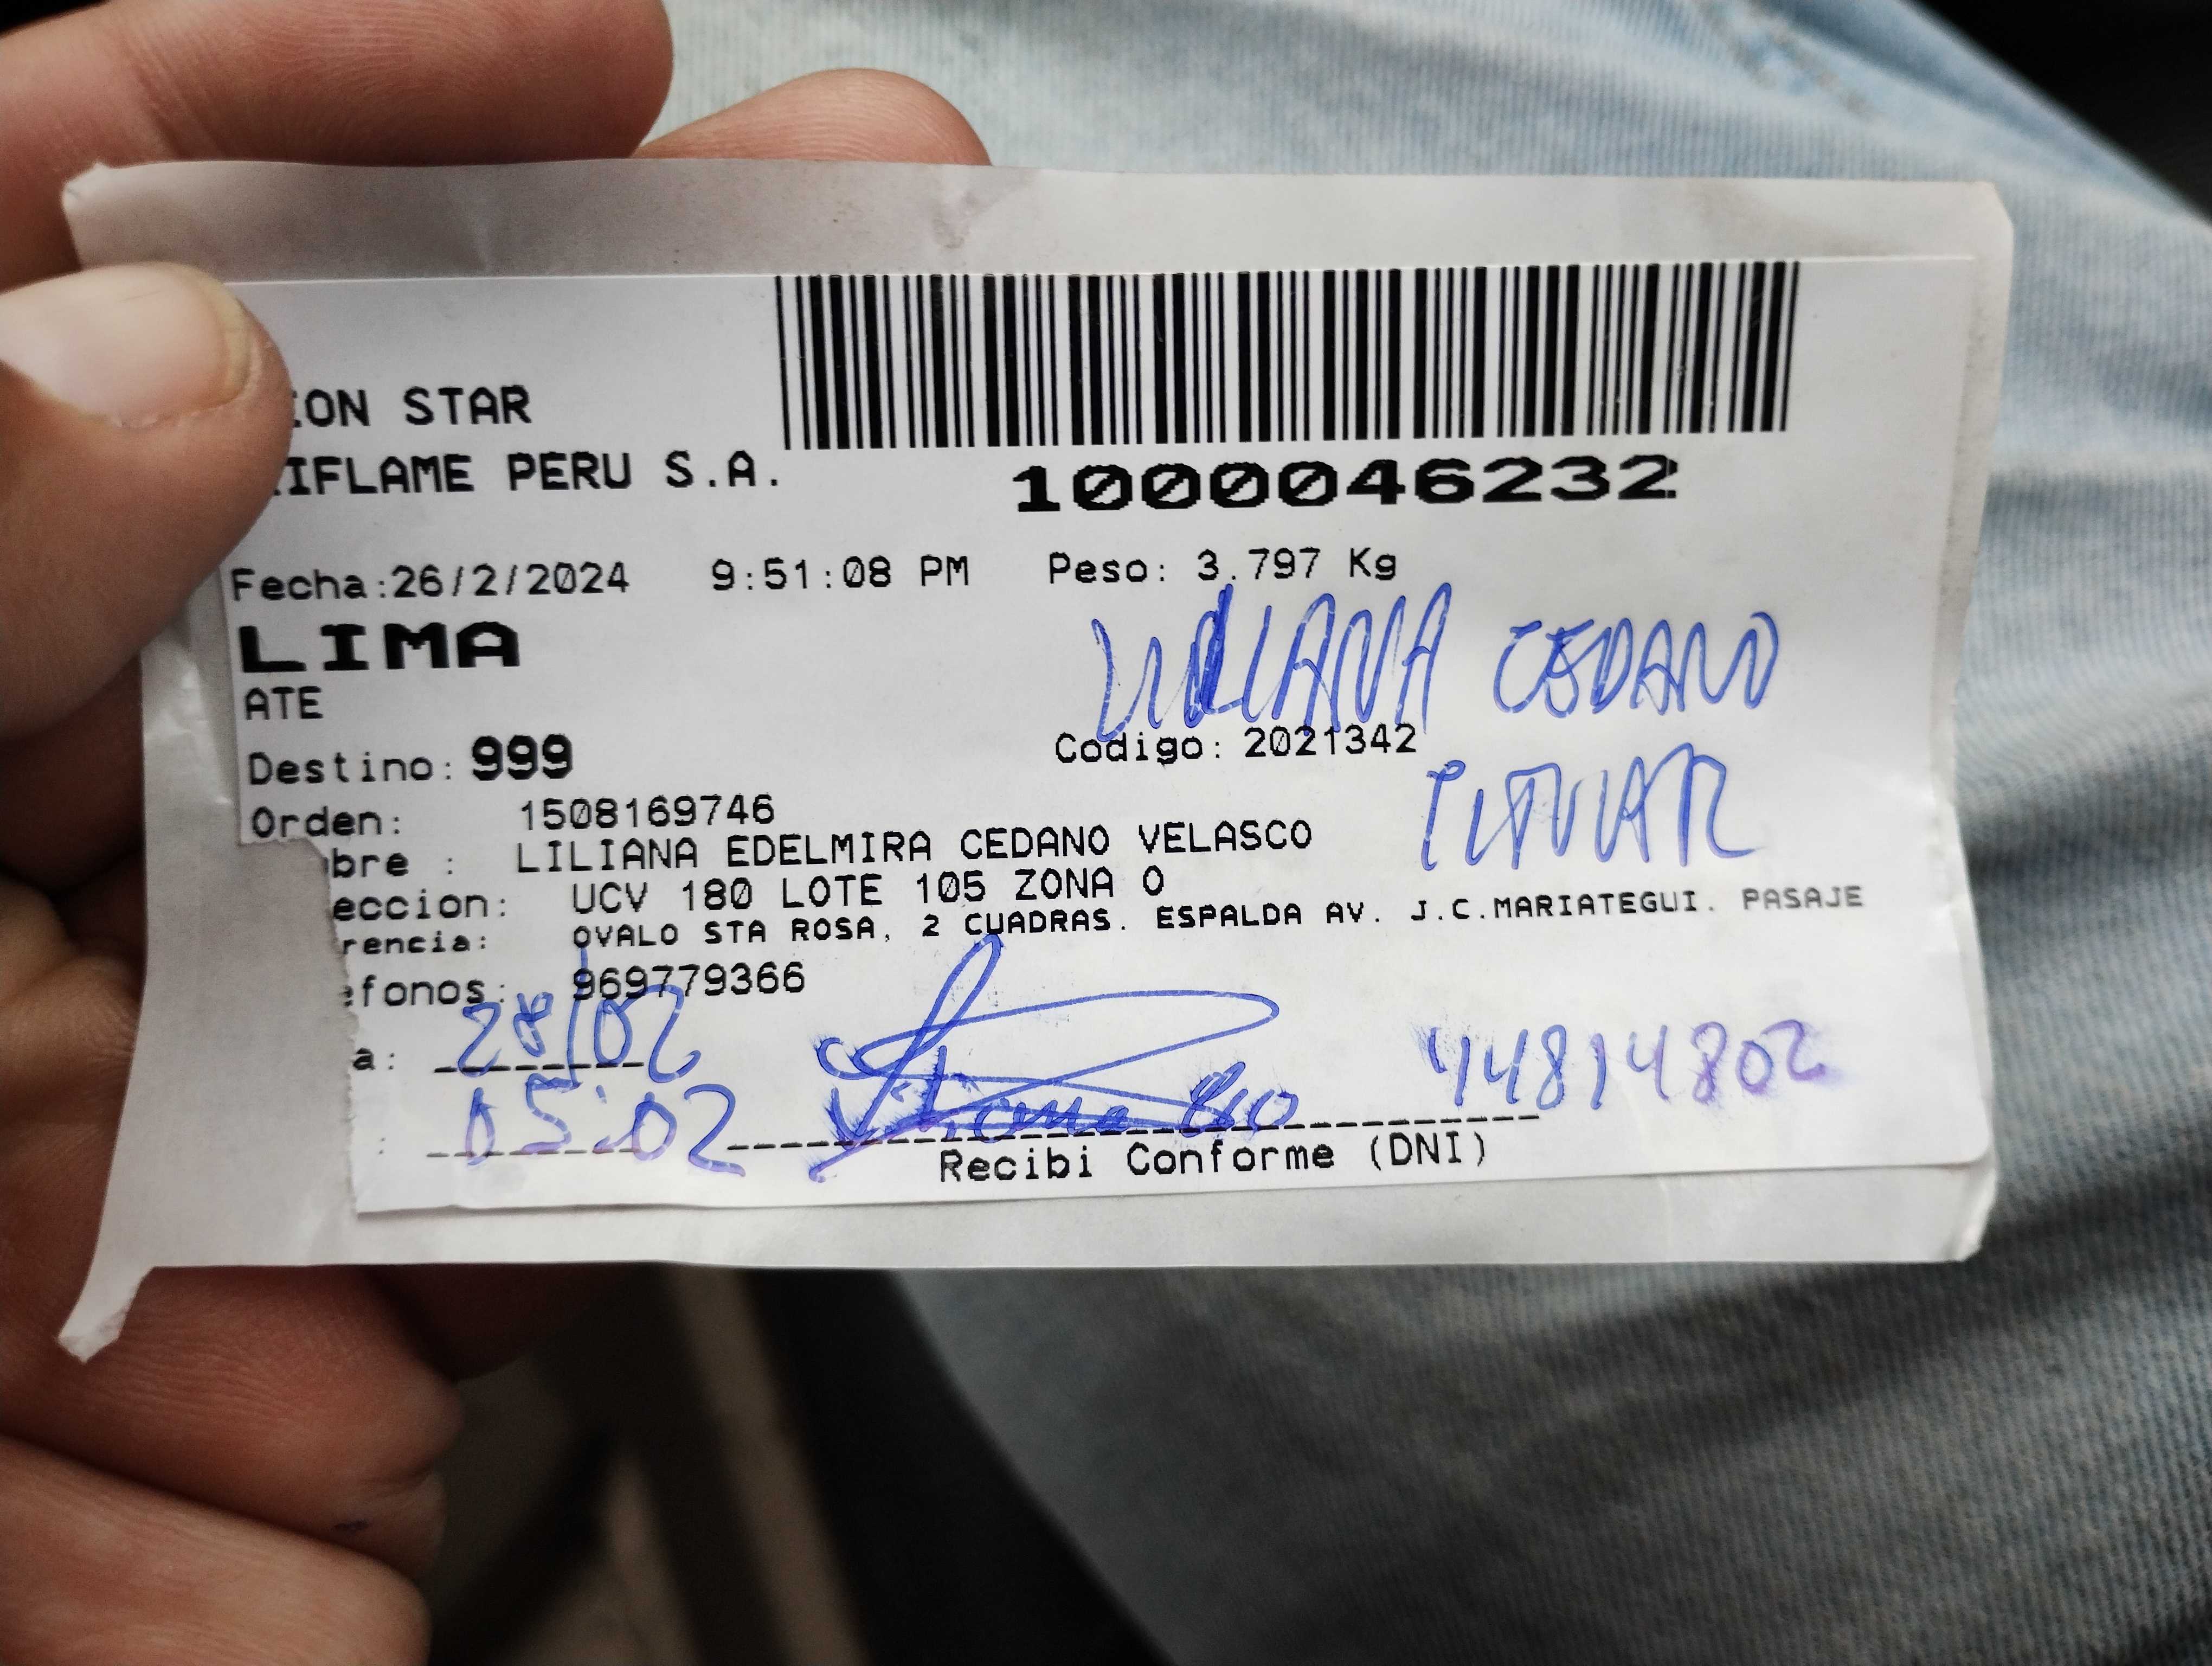 ION STAR
IFLAME PERU S.A.
1000046232
Fecha:26/2/2024 9:51:08 PM Peso: 3.797 Kg
LIMA
LILIANA CEDANO
ATE
Destino: 999 Codigo: 2021342
TITULAR
Orden: 1508169746
bre : LILIANA EDELMIRA CEDANO VELASCO
eccion: UCV 180 LOTE 105 ZONA O
rencia: OVALO STA ROSA, 2 CUADRAS. ESPALDA AV. J.C.MARIATEGUI. PASAJE
efonos: 969779366
a: 28/02
44814802
: 05:02
Recibi Conforme (DNI)